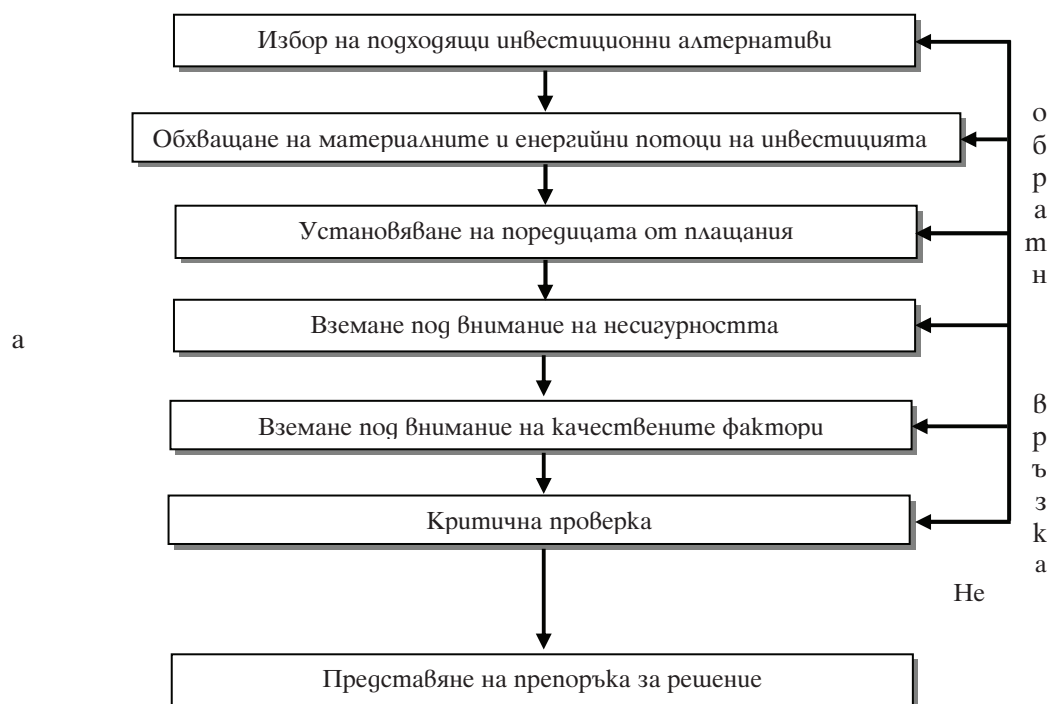 Избор на подходящи инвестиционни алтернативи
Обхващане на материалните и енергийни потоци на инвестицията
Установяване на поредицата от плащания
Вземане под внимание на несигурността
Вземане под внимание на качествените фактори
Критична проверка
Представяне на препоръка за решение
о
б
р
а
т
н
а
в
р
ъ
з
к
а
Не